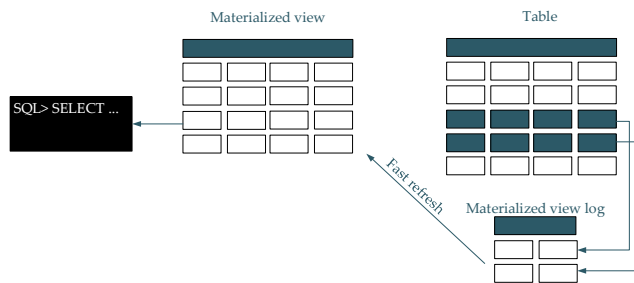 Materialized view
Table
SQL> SELECT ...
Fast refresh
Materialized view log